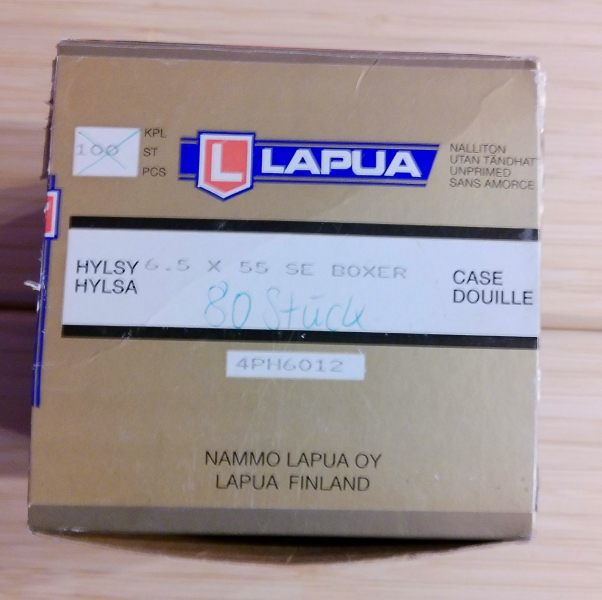 100
KPL
ST
PCS
L LAPUA
NALLITON
UTAN TÄNDHAT
UNPRIMED
SANS AMORCE
HYLSY
HYLSA
6.5 X 55 SE BOXER
80 Stück
CASE
DOUILLE
4PH6012
NAMMO LAPUA OY
LAPUA FINLAND